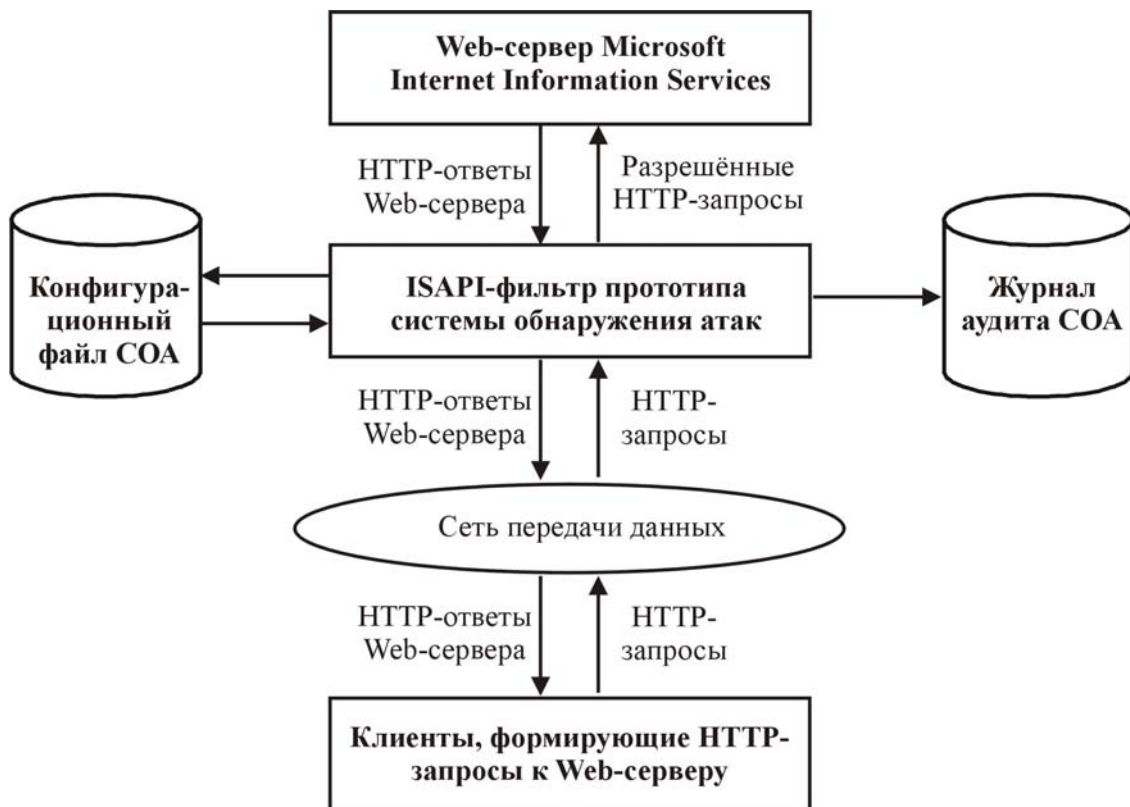 Web-сервер Microsoft
Internet Information Services
HTTP-ответы
Web-сервера
Разрешённые
HTTP-запросы
Конфигура-
ционный
файл СОА
ISAPI-фильтр прототипа
системы обнаружения атак
Журнал
аудита СОА
HTTP-ответы
Web-сервера
HTTP-
запросы
Сеть передачи данных
HTTP-ответы
Web-сервера
HTTP-
запросы
Клиенты, формирующие HTTP-
запросы к Web-серверу